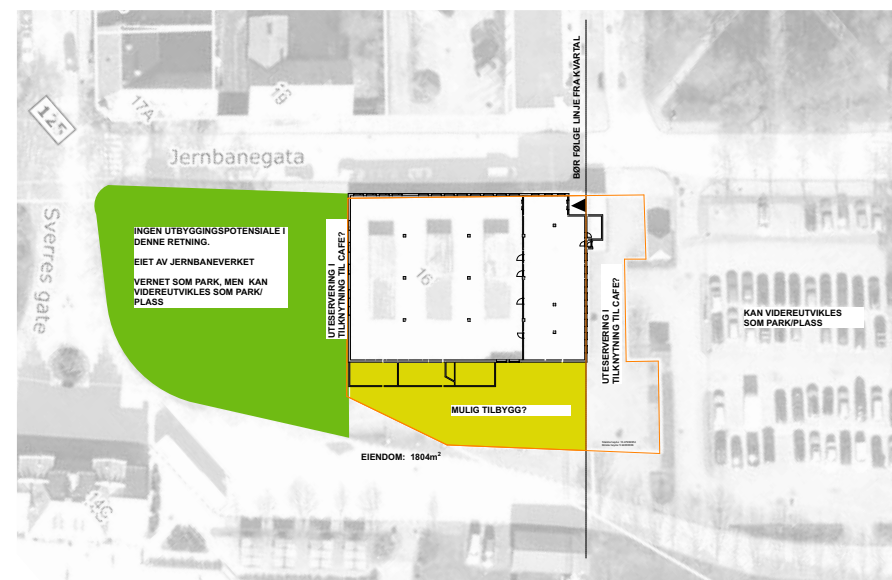 BØR FØLGE LINJE FRA KVARTAL
17A
19
125
Jernbanegata
Sverres gate
INGEN UTBYGGINGSPOTENSIALE I
DENNE RETNING.
EIET AV JERNBANEVERKET
VERNET SOM PARK, MEN KAN
VIDEREUTVIKLES SOM PARK/
PLASS
UTESERVERING I
TILKNYTNING TIL CAFE?
16
UTESERVERING I
TILKNYTNING TIL CAFE?
KAN VIDEREUTVIKLES
SOM PARK/PLASS
MULIG TILBYGG?
EIENDOM: 1804m²